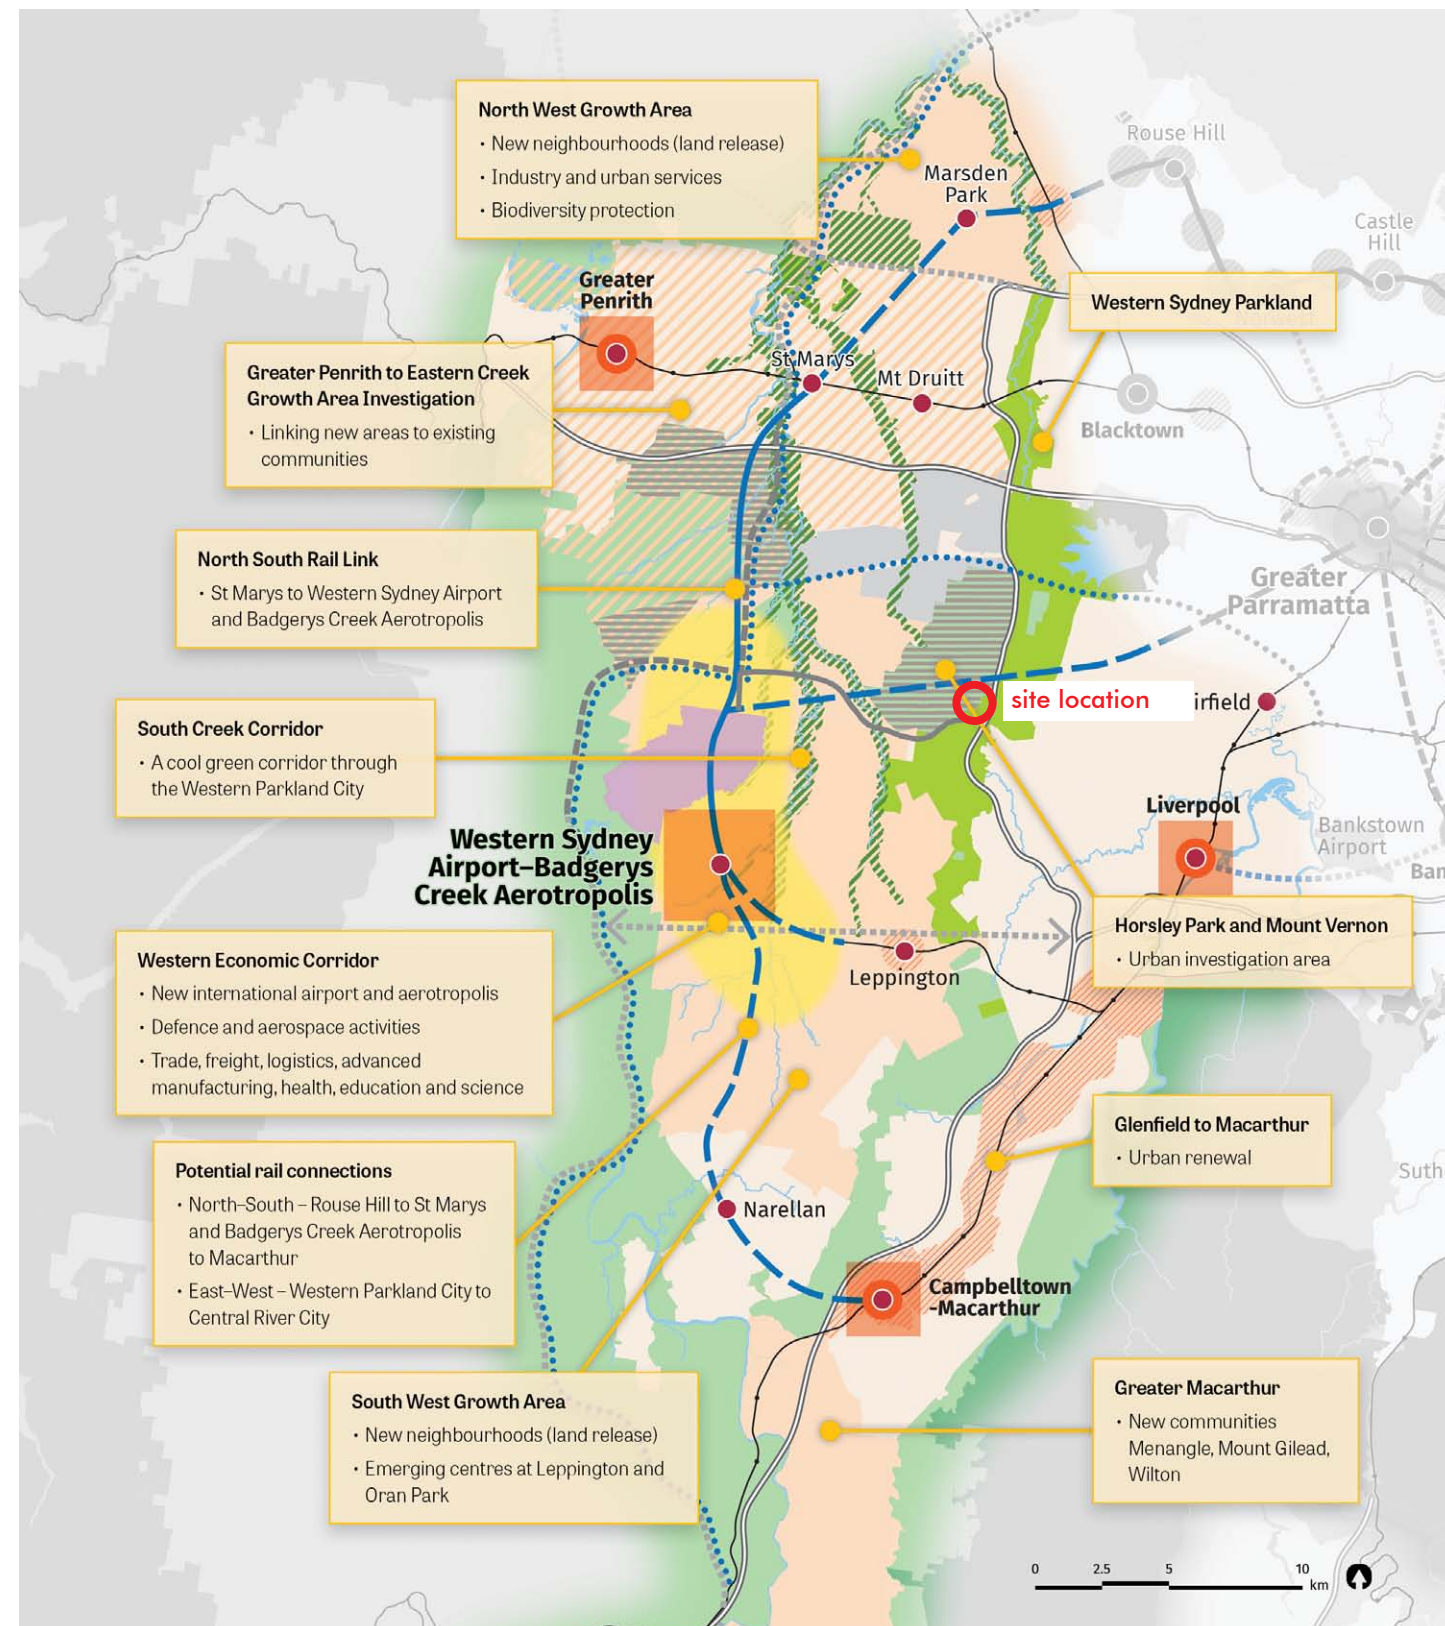 North West Growth Area
• New neighbourhoods (land release)
• Industry and urban services
• Biodiversity protection
Rouse Hill
Marsden
Park
Castle
Hill
Greater
Penrith
Western Sydney Parkland
Greater Penrith to Eastern Creek
Growth Area Investigation
• Linking new areas to existing
communities
St Marys
Mt Druitt
Blacktown
North South Rail Link
• St Marys to Western Sydney Airport
and Badgerys Creek Aerotropolis
Greater
Parramatta
site location
irfield
South Creek Corridor
• A cool green corridor through
the Western Parkland City
Liverpool
Bankstown
Airport
Ban
Western Sydney
Airport–Badgerys
Creek Aerotropolis
Horsley Park and Mount Vernon
• Urban investigation area
Western Economic Corridor
• New international airport and aerotropolis
• Defence and aerospace activities
• Trade, freight, logistics, advanced
manufacturing, health, education and science
Leppington
Glenfield to Macarthur
• Urban renewal
Suth
Potential rail connections
• North–South – Rouse Hill to St Marys
and Badgerys Creek Aerotropolis
to Macarthur
• East–West – Western Parkland City to
Central River City
Narellan
Campbelltown
-Macarthur
South West Growth Area
• New neighbourhoods (land release)
• Emerging centres at Leppington and
Oran Park
Greater Macarthur
• New communities
Menangle, Mount Gilead,
Wilton
0 2.5 5 10
km